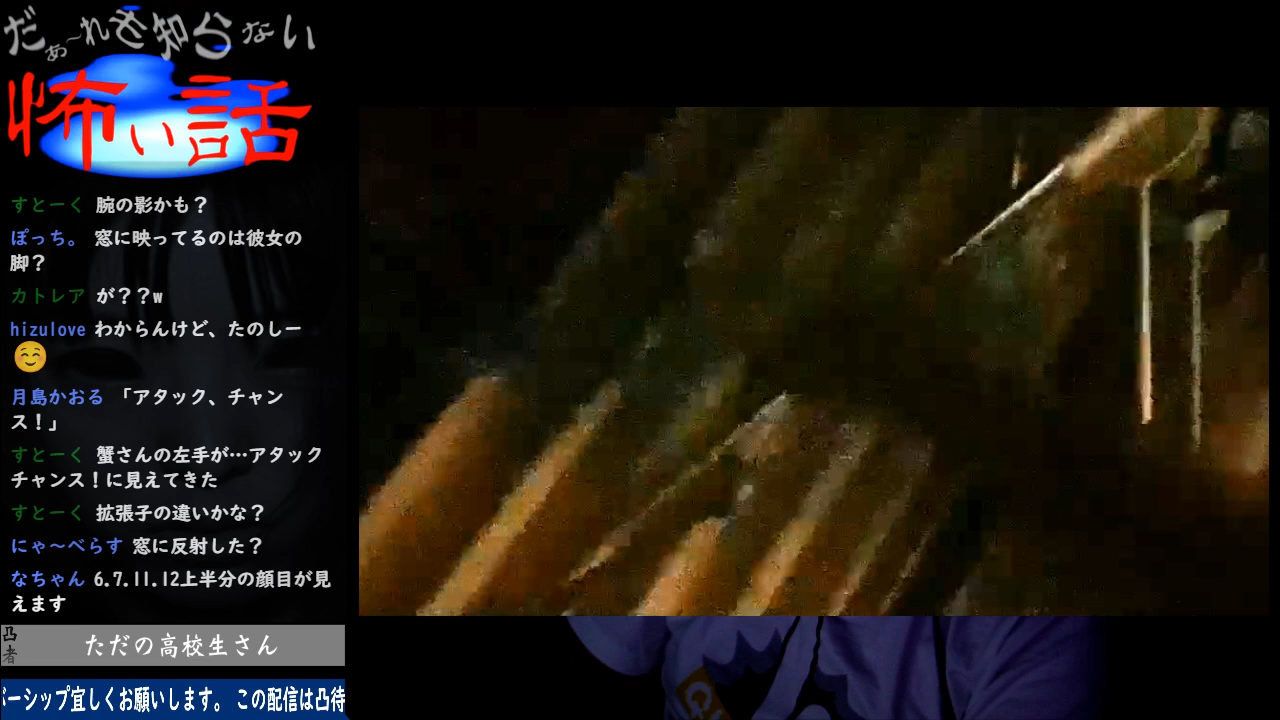 だぁ～れも知らない
怖い話
すとーく 腕の影かも？
ぽっち。 窓に映ってるのは彼女の
脚？
カトレア が？？w
hizulove わからんけど、たのしー
☺️
月島かおる 「アタック、チャン
ス！」
すとーく 蟹さんの左手が…アタック
チャンス！に見えてきた
すとーく 拡張子の違いかな？
にゃ～べらす 窓に反射した？
なちゃん 6.7.11.12上半分の顔目が見
えます
凸者 ただの高校生さん
バーシップ宜しくお願いします。 この配信は凸待